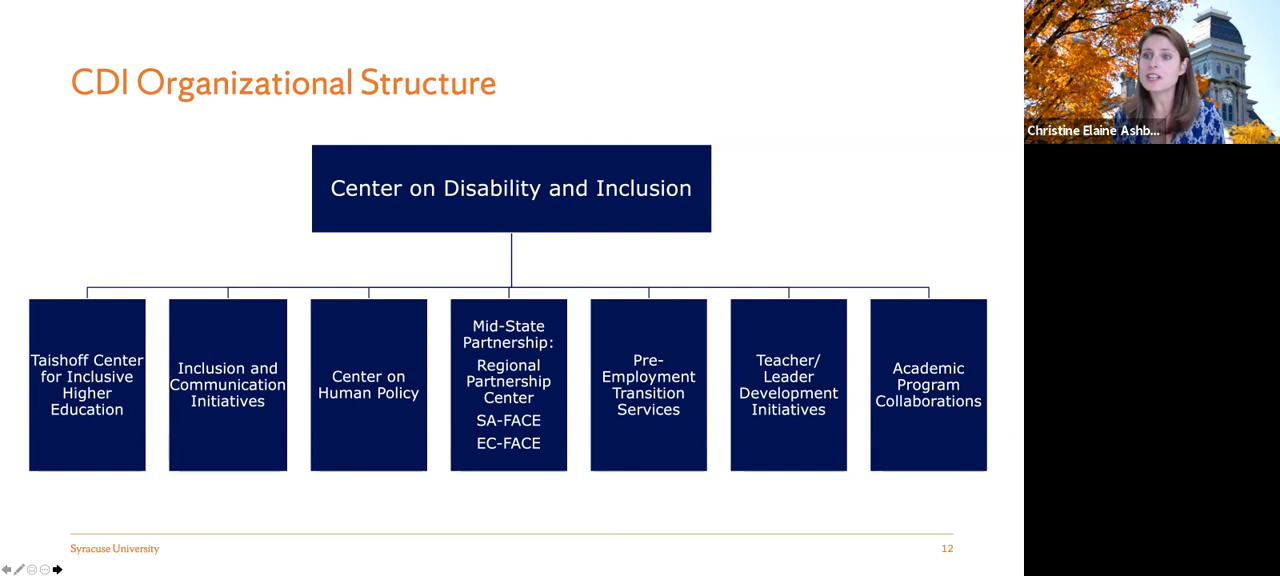 CDI Organizational Structure
Christine Elaine Ashb...
Center on Disability and Inclusion
Taishoff Center
for Inclusive
Higher
Education
Inclusion and
Communication
Initiatives
Center on
Human Policy
Mid-State
Partnership:
Regional
Partnership
Center
SA-FACE
EC-FACE
Pre-
Employment
Transition
Services
Teacher/
Leader
Development
Initiatives
Academic
Program
Collaborations
Syracuse University
12